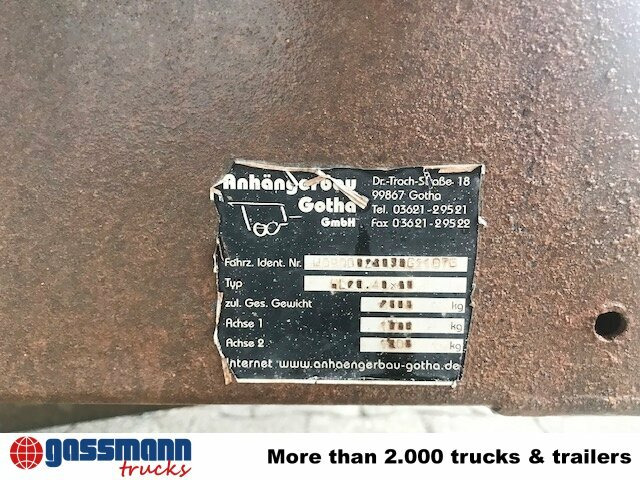 Anhängerbau
Gotha
GmbH
Dr.-Troch-Straße 18
99867 Gotha
Tel. 03621-29521
Fax 03621-29522
Fahrz. Ident. Nr.
Typ
zul. Ges. Gewicht kg
Achse 1 kg
Achse 2 kg
Internet www.anhaengerbau-gotha.de
gassmann
trucks
More than 2.000 trucks & trailers